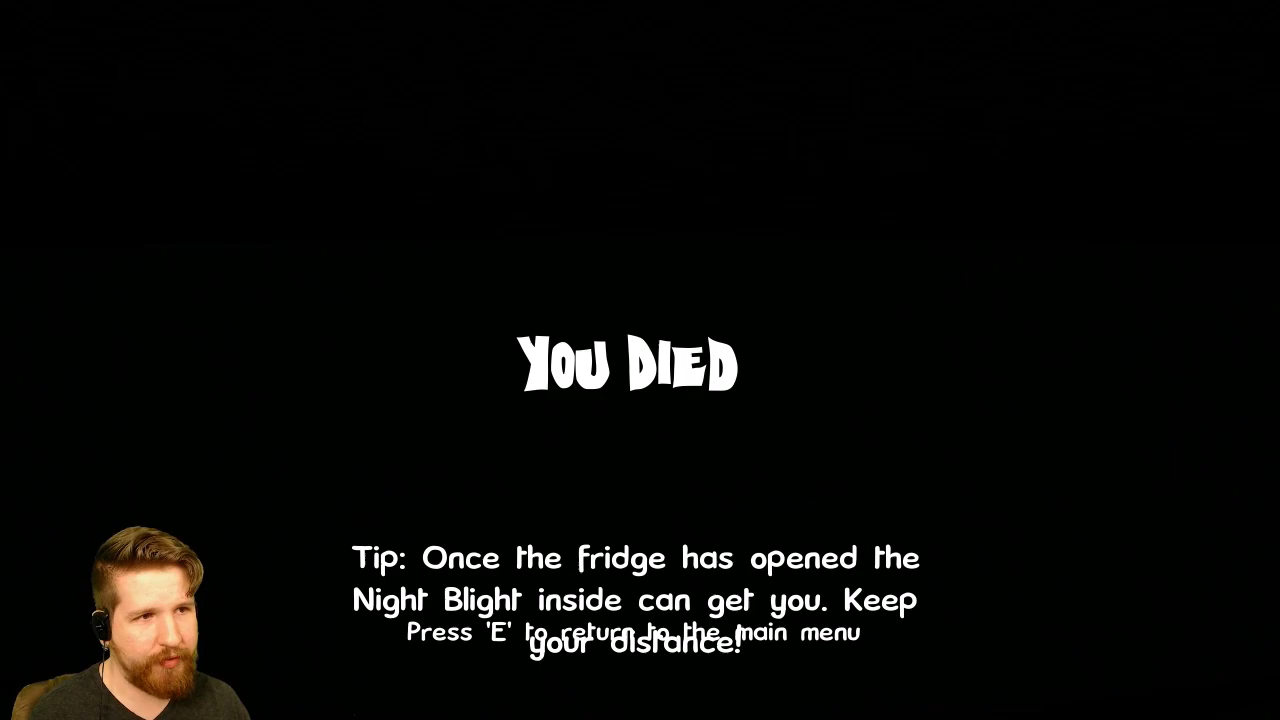 YOU DIED
Tip: Once the fridge has opened the
Night Blight inside can get you. Keep
your distance!
Press 'E' to return to the main menu